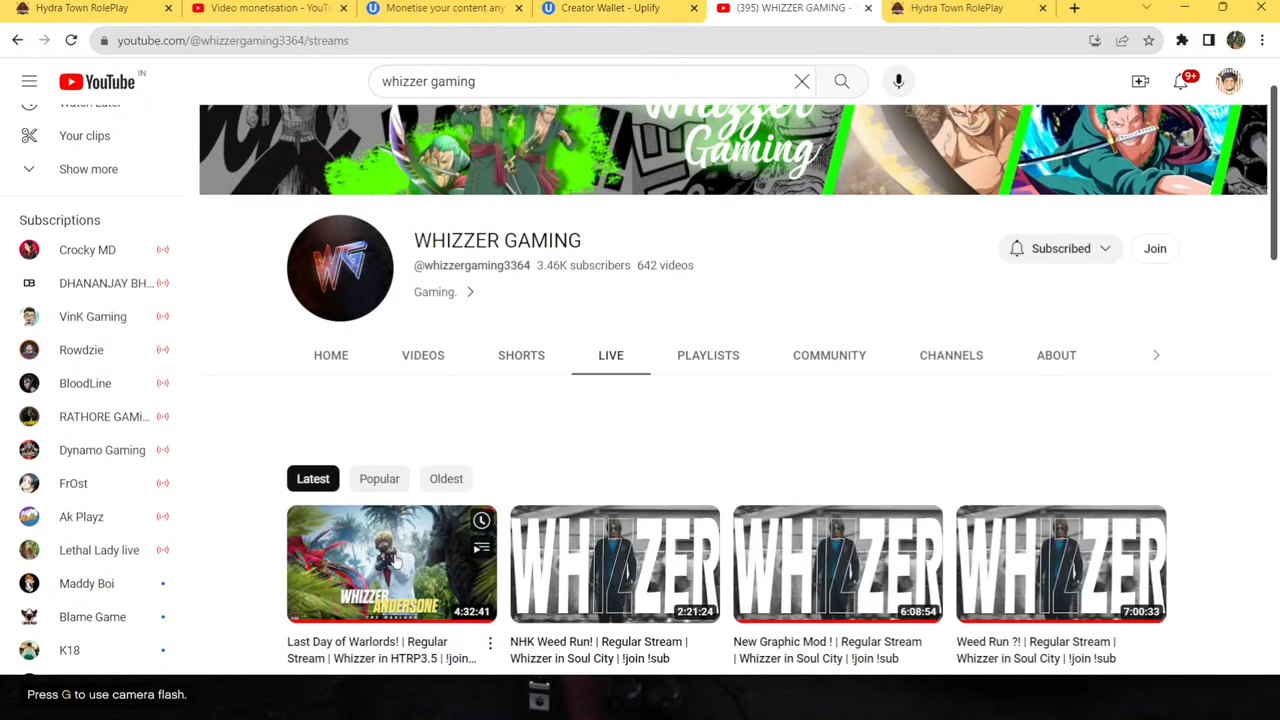 Hydra Town RolePlay
Video monetisation - YouTu
Monetise your content any
Creator Wallet - Uplify
(395) WHIZZER GAMING -
Hydra Town RolePlay
youtube.com/@whizzergaming3364/streams
YouTube IN
whizzer gaming
9+
Watch Later
Your clips
Show more
Subscriptions
Crocky MD
DHANANJAY BH...
VinK Gaming
Rowdzie
BloodLine
RATHORE GAMi...
Dynamo Gaming
FrOst
Ak Playz
Lethal Lady live
Maddy Boi
Blame Game
K18
Whizzer
Gaming
WG
WHIZZER GAMING
@whizzergaming3364 3.46K subscribers 642 videos
Gaming.
Subscribed
Join
HOME
VIDEOS
SHORTS
LIVE
PLAYLISTS
COMMUNITY
CHANNELS
ABOUT
Latest
Popular
Oldest
WHIZZER ANDERSONE
4:32:41
Last Day of Warlords! | Regular
Stream | Whizzer in HTRP3.5 | !join...
WHIZZER
2:21:24
NHK Weed Run! | Regular Stream |
Whizzer in Soul City | !join !sub
WHIZZER
6:08:54
New Graphic Mod ! | Regular Stream
| Whizzer in Soul City | !join !sub
WHIZZER
7:00:33
Weed Run ?! | Regular Stream |
Whizzer in Soul City | !join !sub
Press G to use camera flash.